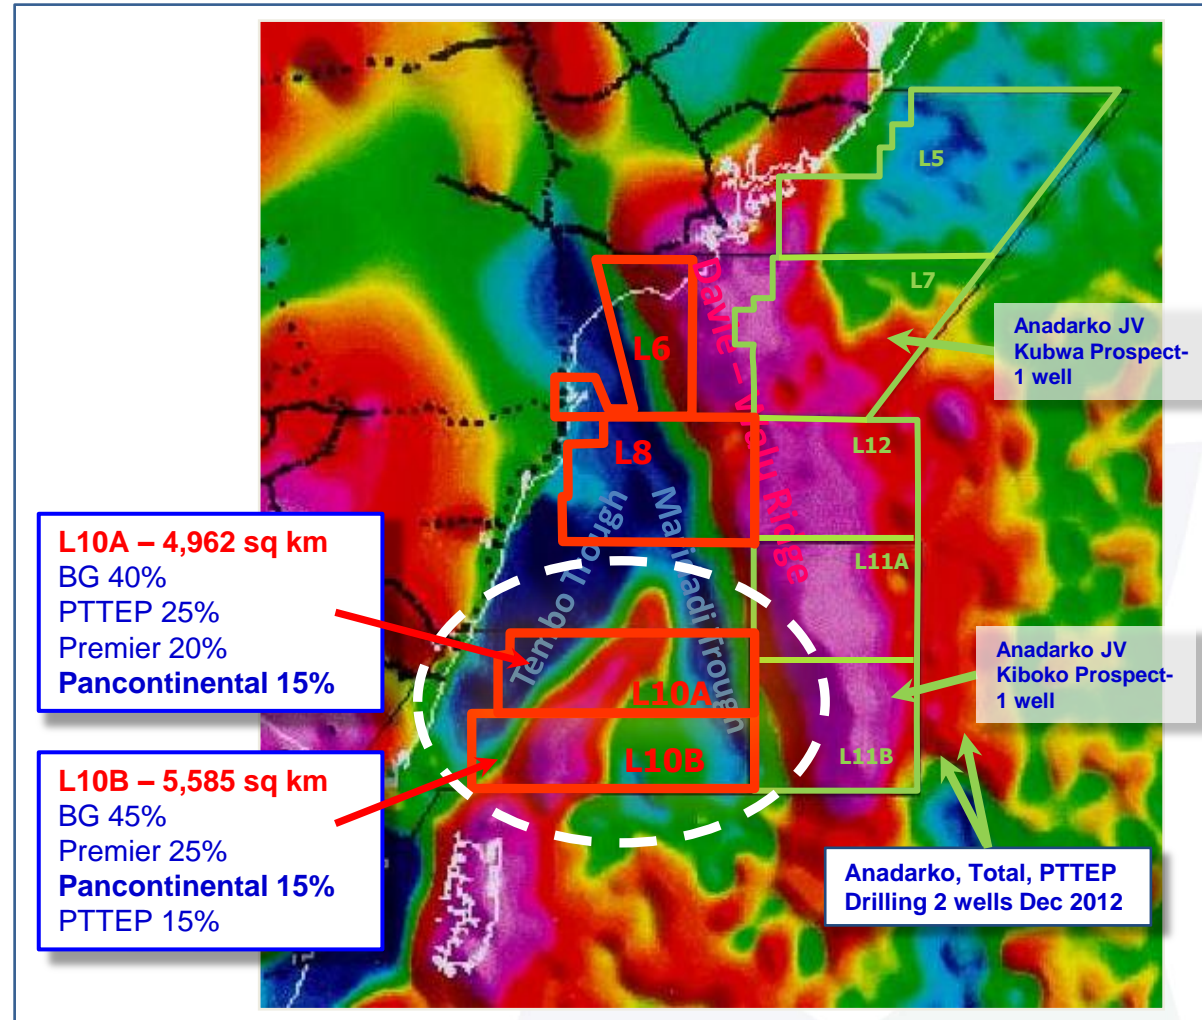 L5
L7
Anadarko JV
Kubwa Prospect-
1 well
Davie – Walu Ridge
L6
L8
L12
Tembo Trough
Maridadi Trough
L11A
L10A – 4,962 sq km
BG 40%
PTTEP 25%
Premier 20%
Pancontinental 15%
Anadarko JV
Kiboko Prospect-
1 well
L10A
L10B
L11B
L10B – 5,585 sq km
BG 45%
Premier 25%
Pancontinental 15%
PTTEP 15%
Anadarko, Total, PTTEP
Drilling 2 wells Dec 2012